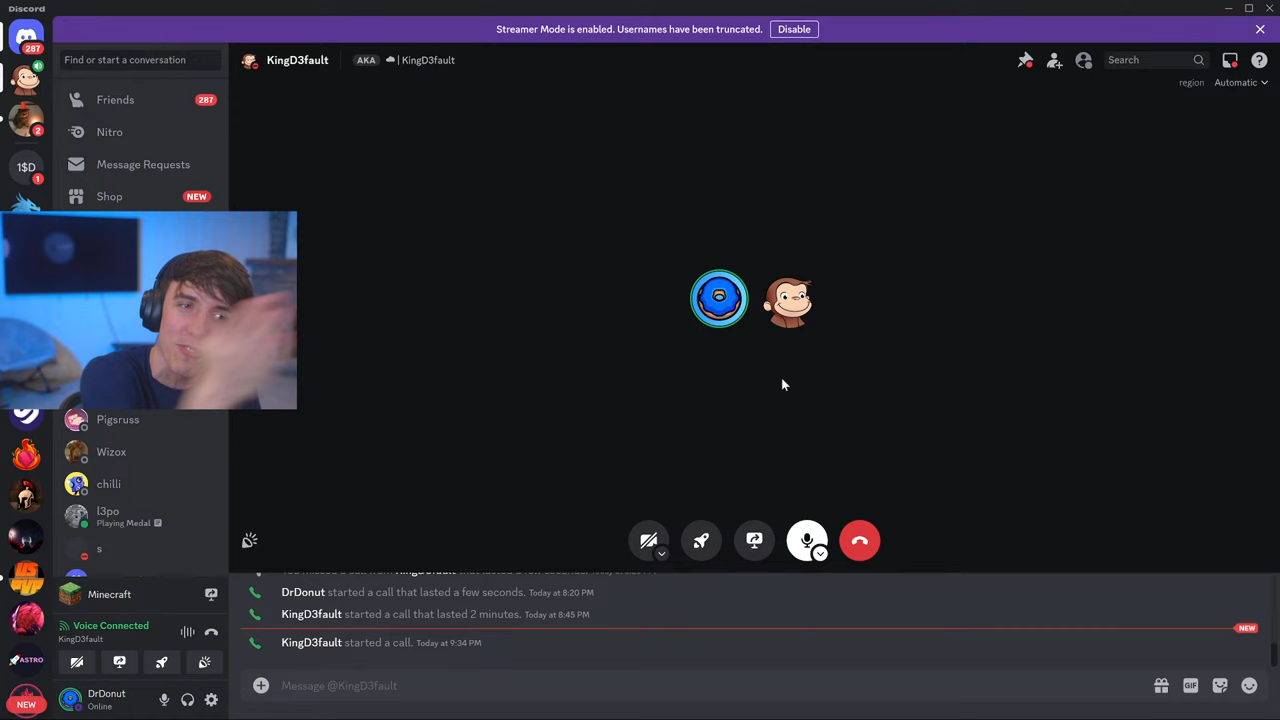 Discord
Streamer Mode is enabled. Usernames have been truncated. Disable
287
Find or start a conversation
KingD3fault AKA | KingD3fault
Search
region Automatic
Friends 287
2
Nitro
1$D
1
Message Requests
Shop NEW
Pigsruss
Wizox
chilli
l3po
Playing Medal
s
DrDonut started a call that lasted a few seconds. Today at 8:20 PM
Minecraft
KingD3fault started a call that lasted 2 minutes. Today at 8:45 PM
NEW
Voice Connected
KingD3fault
KingD3fault started a call. Today at 9:34 PM
ASTRO
Message @KingD3fault
GIF
DrDonut
Online
NEW